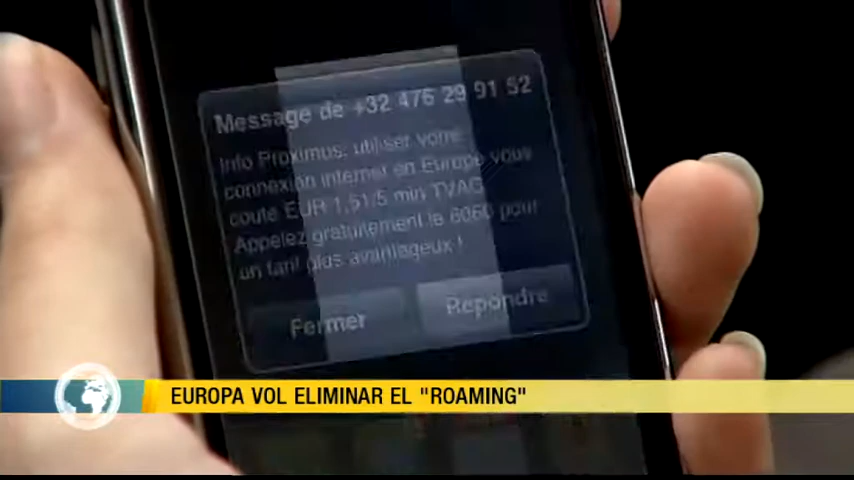 Message de +32 476 29 91 52
Info Proximus: utiliser votre
connexion internet en Europe vous
coute EUR 1,51/5 min TVAC
Appelez gratuitement le 6060 pour
un tarif plus avantageux !
Fermer
Répondre
EUROPA VOL ELIMINAR EL "ROAMING"